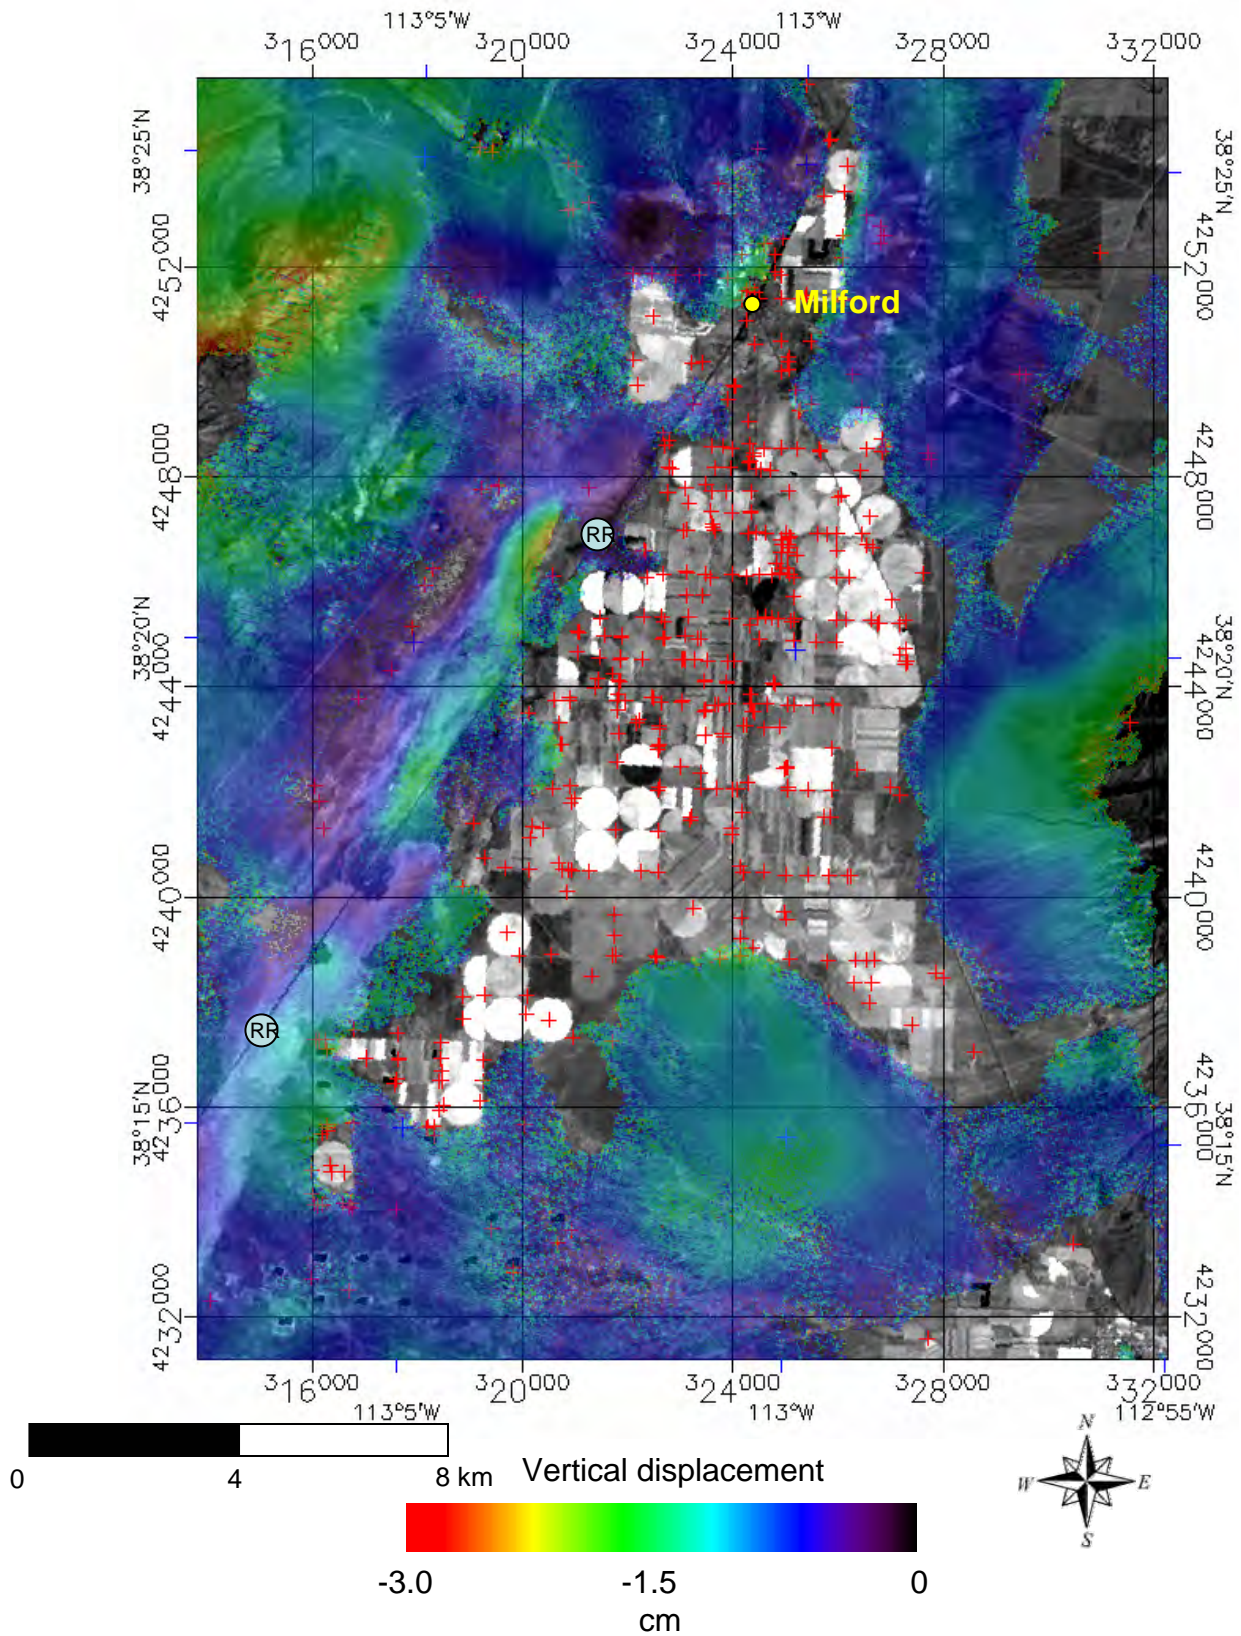 113°5'W 113°W
316000 320000 324000 328000 332000
38°25'N 38°25'N
4252000 4252000
Milford
4248000 4248000
RR
38°20'N 38°20'N
4244000 4244000
4240000 4240000
RR
4236000 4236000
38°15'N 38°15'N
4232000 4232000
316000 320000 324000 328000 332000
113°5'W 113°W 112°55'W
0 4 8 km
Vertical displacement
N
W E
S
-3.0 -1.5 0
cm